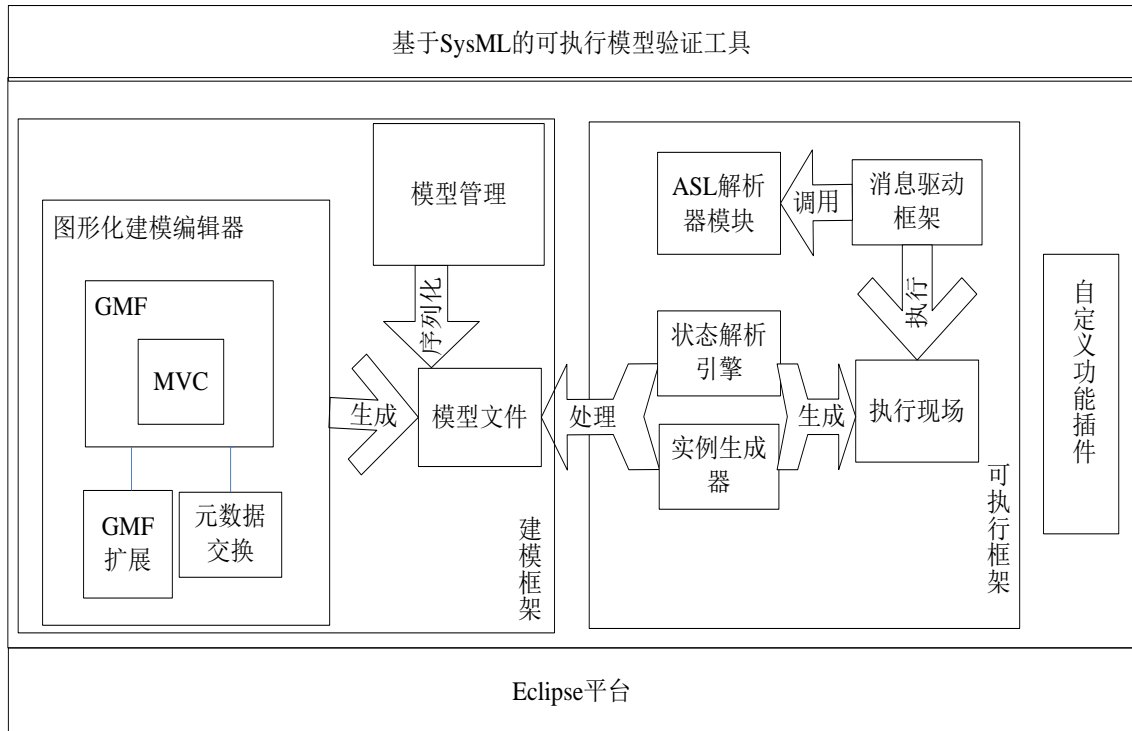 基于SysML的可执行模型验证工具
模型管理
图形化建模编辑器
GMF
MVC
GMF
扩展
元数据
交换
序列化
生成
模型文件
建模框架
ASL解析
器模块
调用
消息驱动
框架
执行
状态解析
引擎
处理
生成
执行现场
实例生成
器
可执行框架
自定义功能插件
Eclipse平台